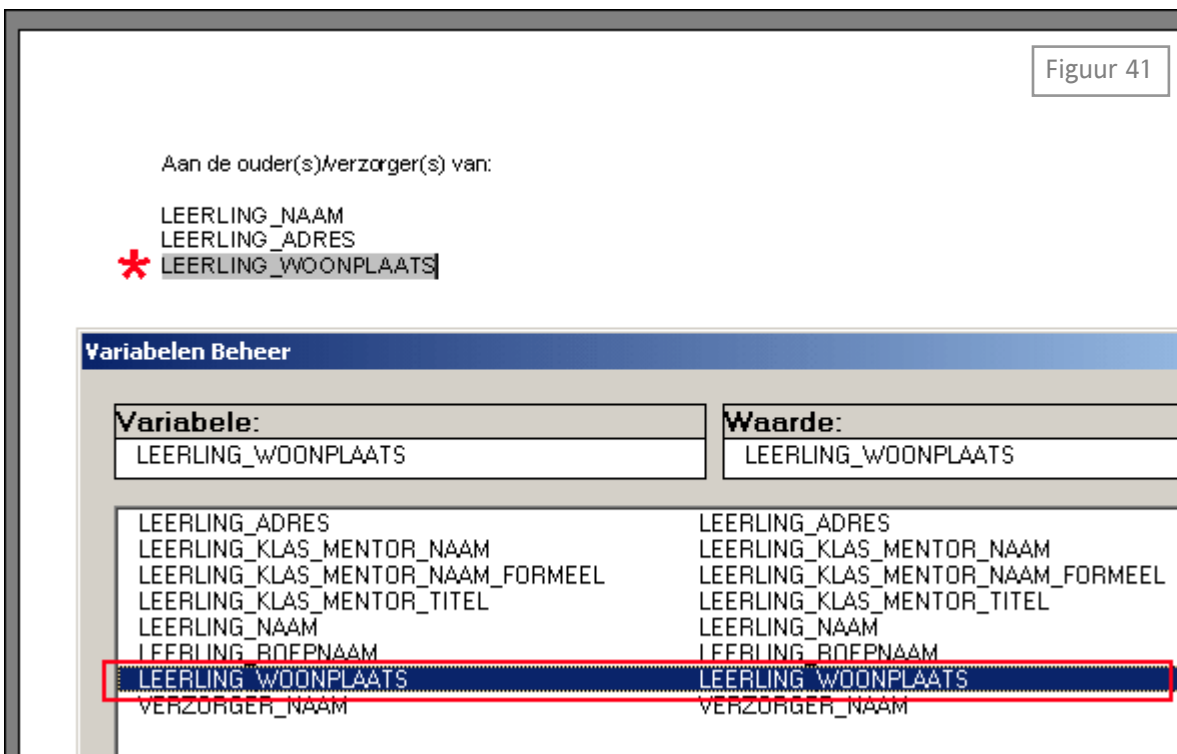 Figuur 41
Aan de ouder(s)/verzorger(s) van:
LEERLING_NAAM
LEERLING_ADRES
* LEERLING_WOONPLAATS
Variabelen Beheer
Variabele: Waarde:
LEERLING_WOONPLAATS LEERLING_WOONPLAATS
LEERLING_ADRES LEERLING_ADRES
LEERLING_KLAS_MENTOR_NAAM LEERLING_KLAS_MENTOR_NAAM
LEERLING_KLAS_MENTOR_NAAM_FORMEEL LEERLING_KLAS_MENTOR_NAAM_FORMEEL
LEERLING_KLAS_MENTOR_TITEL LEERLING_KLAS_MENTOR_TITEL
LEERLING_NAAM LEERLING_NAAM
LEERLING_ROEPNAAM LEERLING_ROEPNAAM
LEERLING_WOONPLAATS LEERLING_WOONPLAATS
VERZORGER_NAAM VERZORGER_NAAM